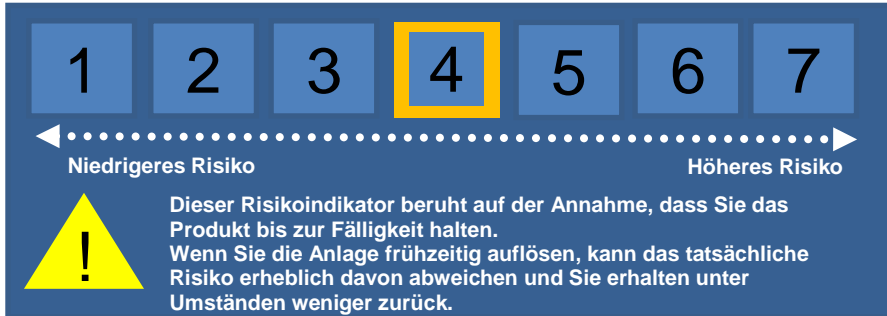 1 2 3 4 5 6 7
Niedrigeres Risiko Höheres Risiko
! Dieser Risikoindikator beruht auf der Annahme, dass Sie das
Produkt bis zur Fälligkeit halten.
Wenn Sie die Anlage frühzeitig auflösen, kann das tatsächliche
Risiko erheblich davon abweichen und Sie erhalten unter
Umständen weniger zurück.